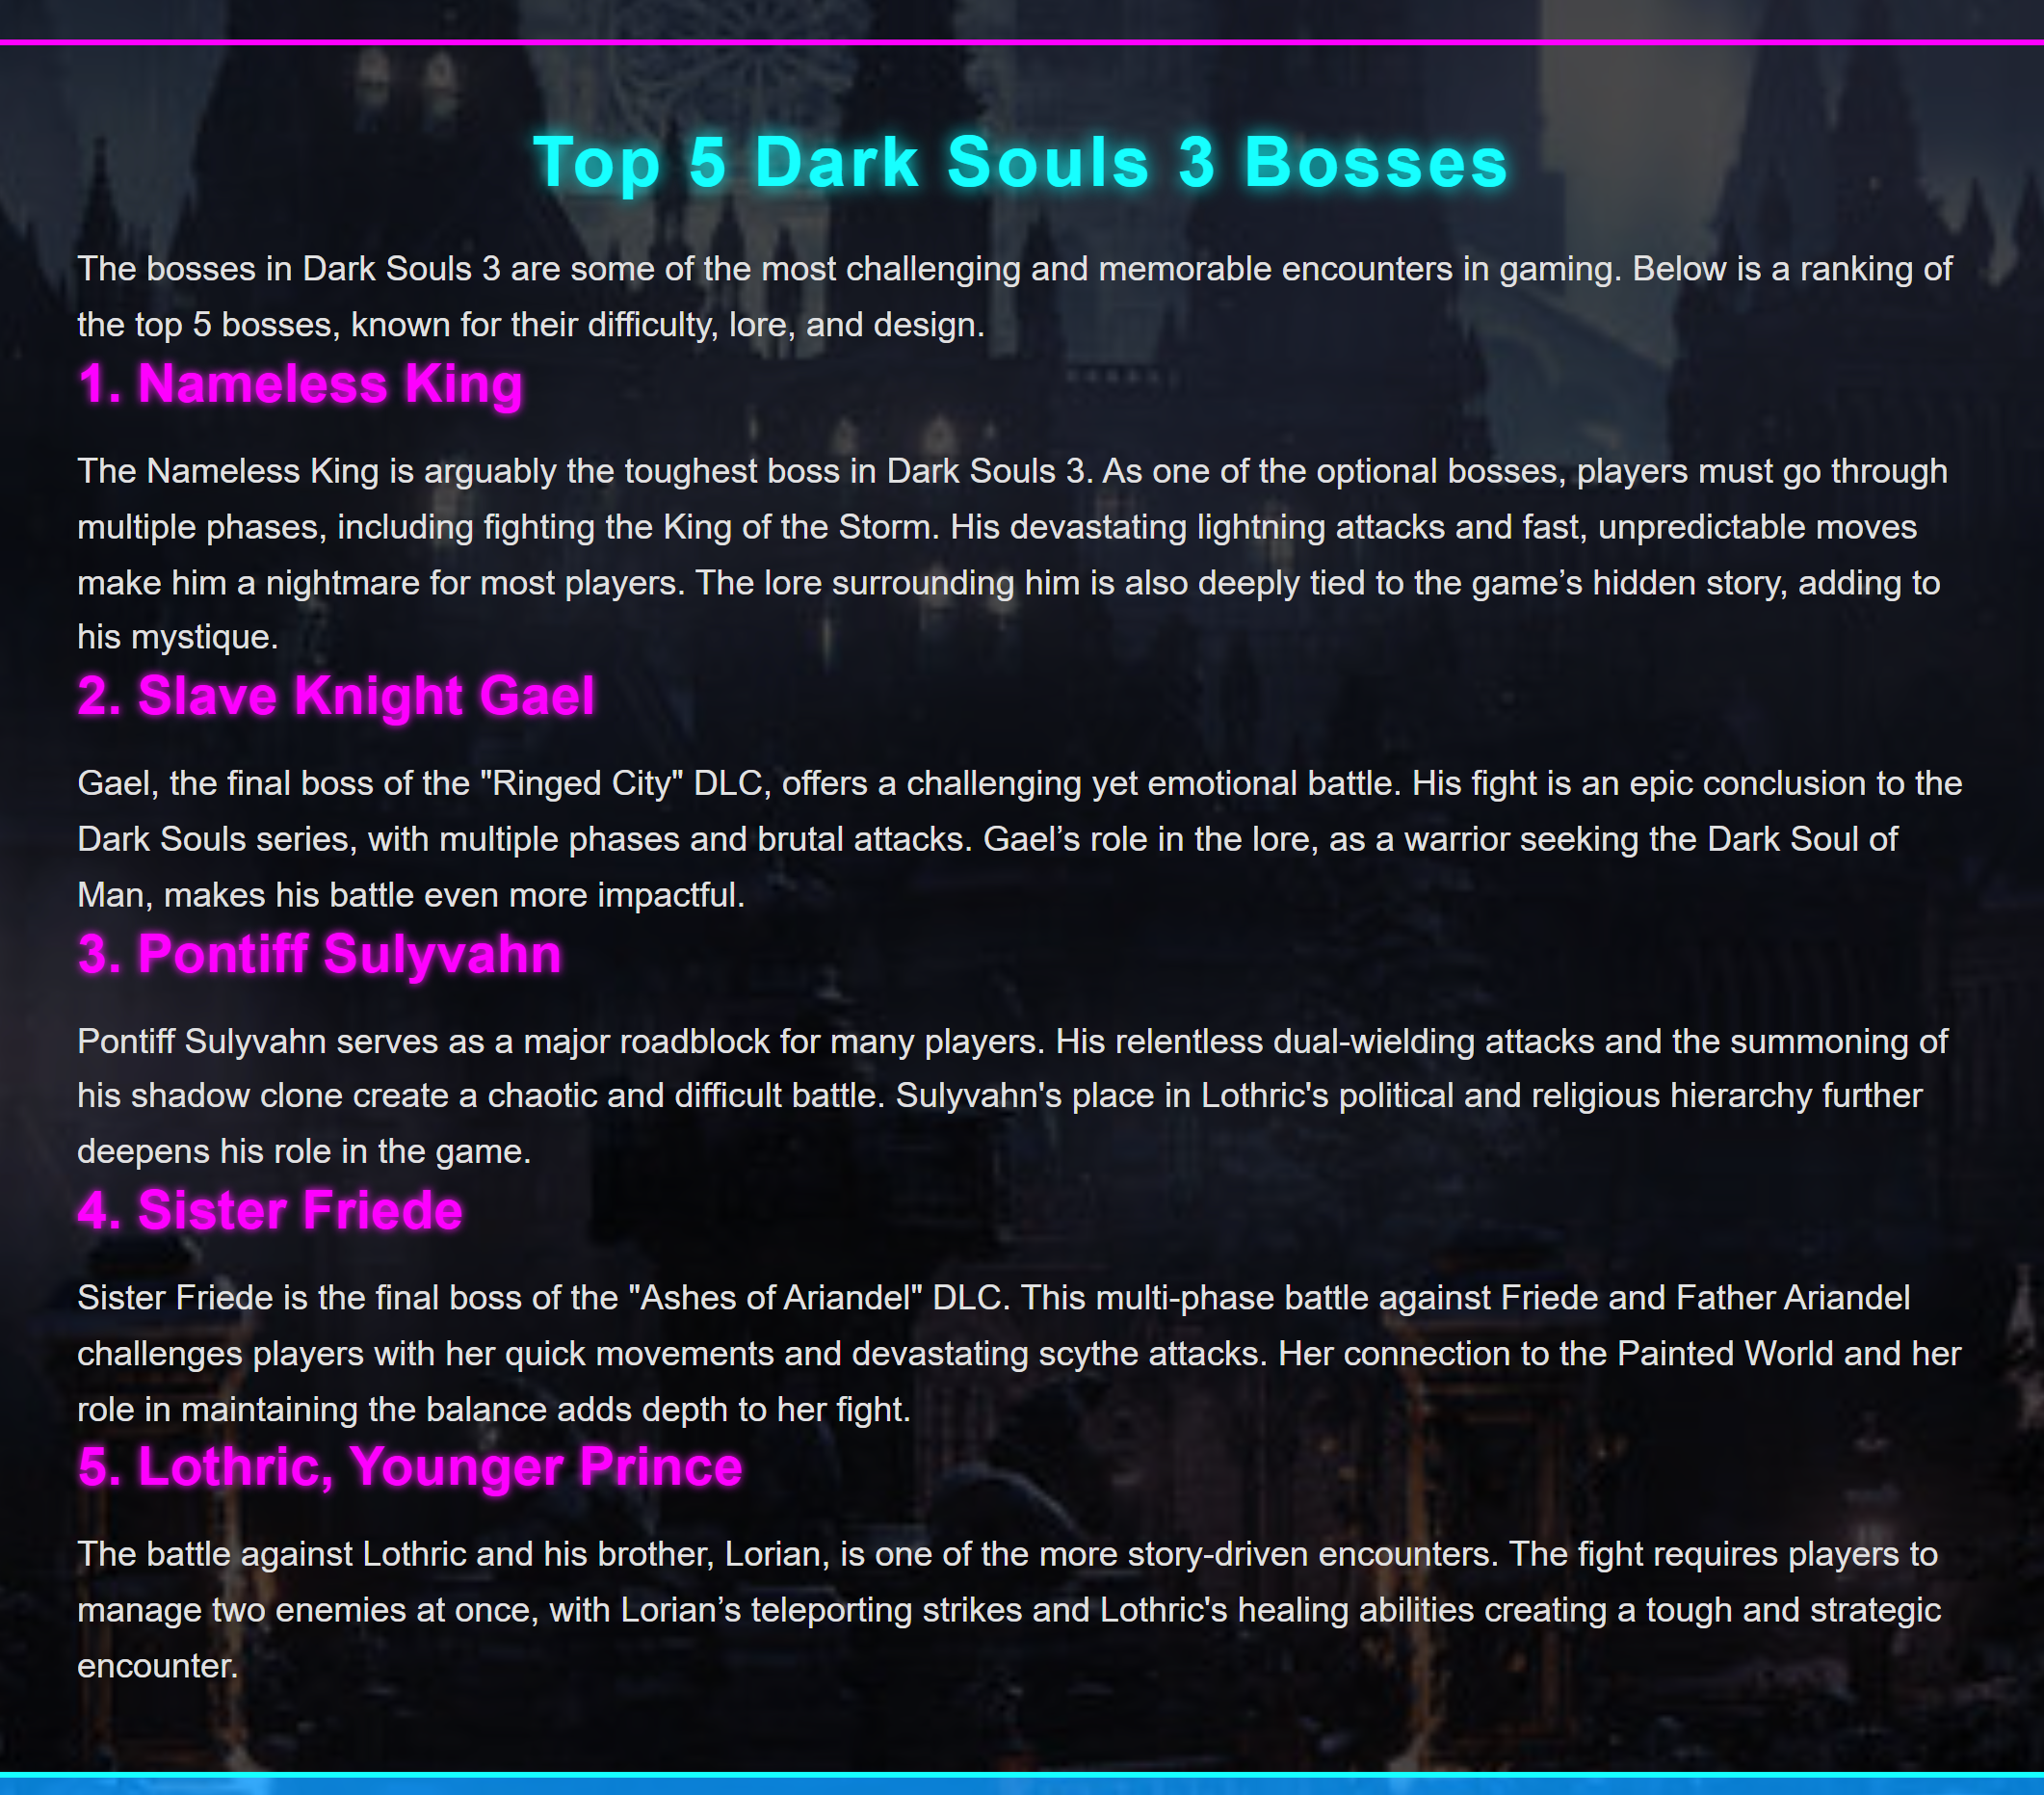 Top 5 Dark Souls 3 Bosses
The bosses in Dark Souls 3 are some of the most challenging and memorable encounters in gaming. Below is a ranking of
the top 5 bosses, known for their difficulty, lore, and design.
1. Nameless King
The Nameless King is arguably the toughest boss in Dark Souls 3. As one of the optional bosses, players must go through
multiple phases, including fighting the King of the Storm. His devastating lightning attacks and fast, unpredictable moves
make him a nightmare for most players. The lore surrounding him is also deeply tied to the game’s hidden story, adding to
his mystique.
2. Slave Knight Gael
Gael, the final boss of the "Ringed City" DLC, offers a challenging yet emotional battle. His fight is an epic conclusion to the
Dark Souls series, with multiple phases and brutal attacks. Gael’s role in the lore, as a warrior seeking the Dark Soul of
Man, makes his battle even more impactful.
3. Pontiff Sulyvahn
Pontiff Sulyvahn serves as a major roadblock for many players. His relentless dual-wielding attacks and the summoning of
his shadow clone create a chaotic and difficult battle. Sulyvahn's place in Lothric's political and religious hierarchy further
deepens his role in the game.
4. Sister Friede
Sister Friede is the final boss of the "Ashes of Ariandel" DLC. This multi-phase battle against Friede and Father Ariandel
challenges players with her quick movements and devastating scythe attacks. Her connection to the Painted World and her
role in maintaining the balance adds depth to her fight.
5. Lothric, Younger Prince
The battle against Lothric and his brother, Lorian, is one of the more story-driven encounters. The fight requires players to
manage two enemies at once, with Lorian’s teleporting strikes and Lothric's healing abilities creating a tough and strategic
encounter.